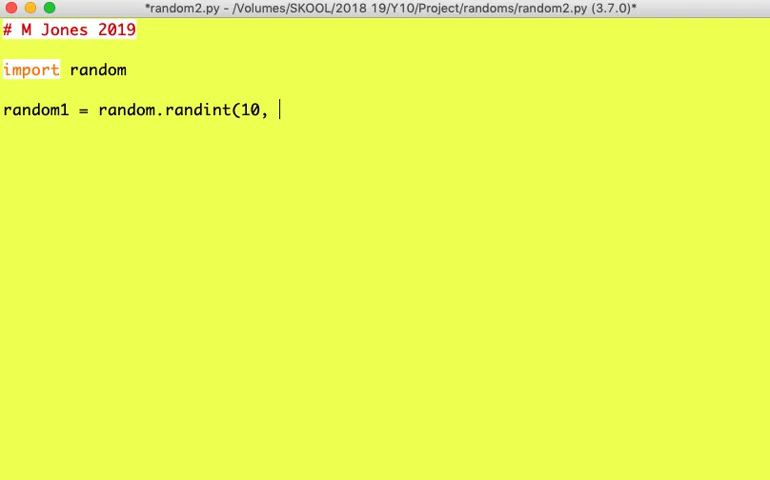 *random2.py - /Volumes/SKOOL/2018 19/Y10/Project/randoms/random2.py (3.7.0)*
# M Jones 2019
import random
random1 = random.randint(10,